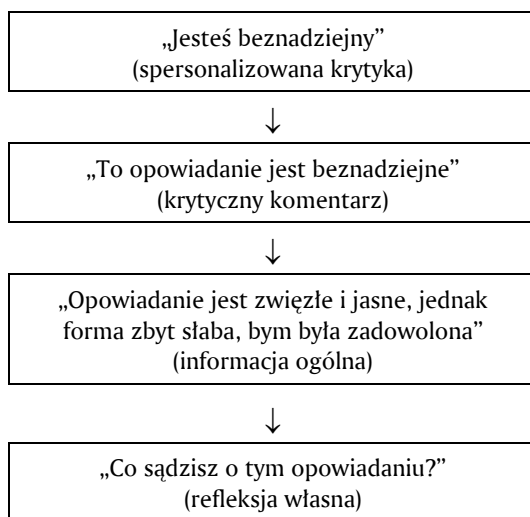 „Jesteś beznadziejny”
(spersonalizowana krytyka)
↓
„To opowiadanie jest beznadziejne”
(krytyczny komentarz)
↓
„Opowiadanie jest zwięzłe i jasne, jednak
forma zbyt słaba, bym była zadowolona”
(informacja ogólna)
↓
„Co sądzisz o tym opowiadaniu?”
(refleksja własna)